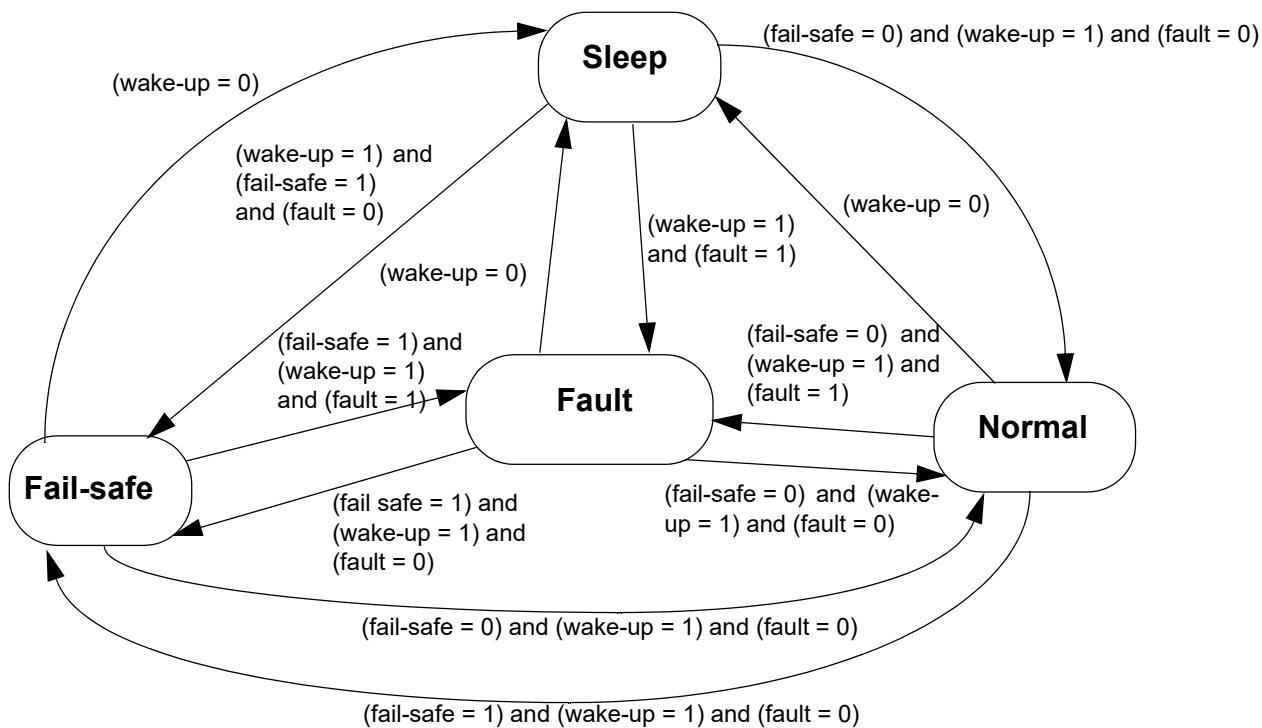 Sleep
(fail-safe = 0) and (wake-up = 1) and (fault = 0)
(wake-up = 0)
(wake-up = 1) and
(fail-safe = 1)
and (fault = 0)
(wake-up = 0)
(wake-up = 1)
and (fault = 1)
(wake-up = 0)
(fail-safe = 1) and
(wake-up = 1)
and (fault = 1)
(fail-safe = 0) and
(wake-up = 1) and
(fault = 1)
Fault
Normal
Fail-safe
(fail safe = 1) and
(wake-up = 1) and
(fault = 0)
(fail-safe = 0) and (wake-
up = 1) and (fault = 0)
(fail-safe = 0) and (wake-up = 1) and (fault = 0)
(fail-safe = 1) and (wake-up = 1) and (fault = 0)